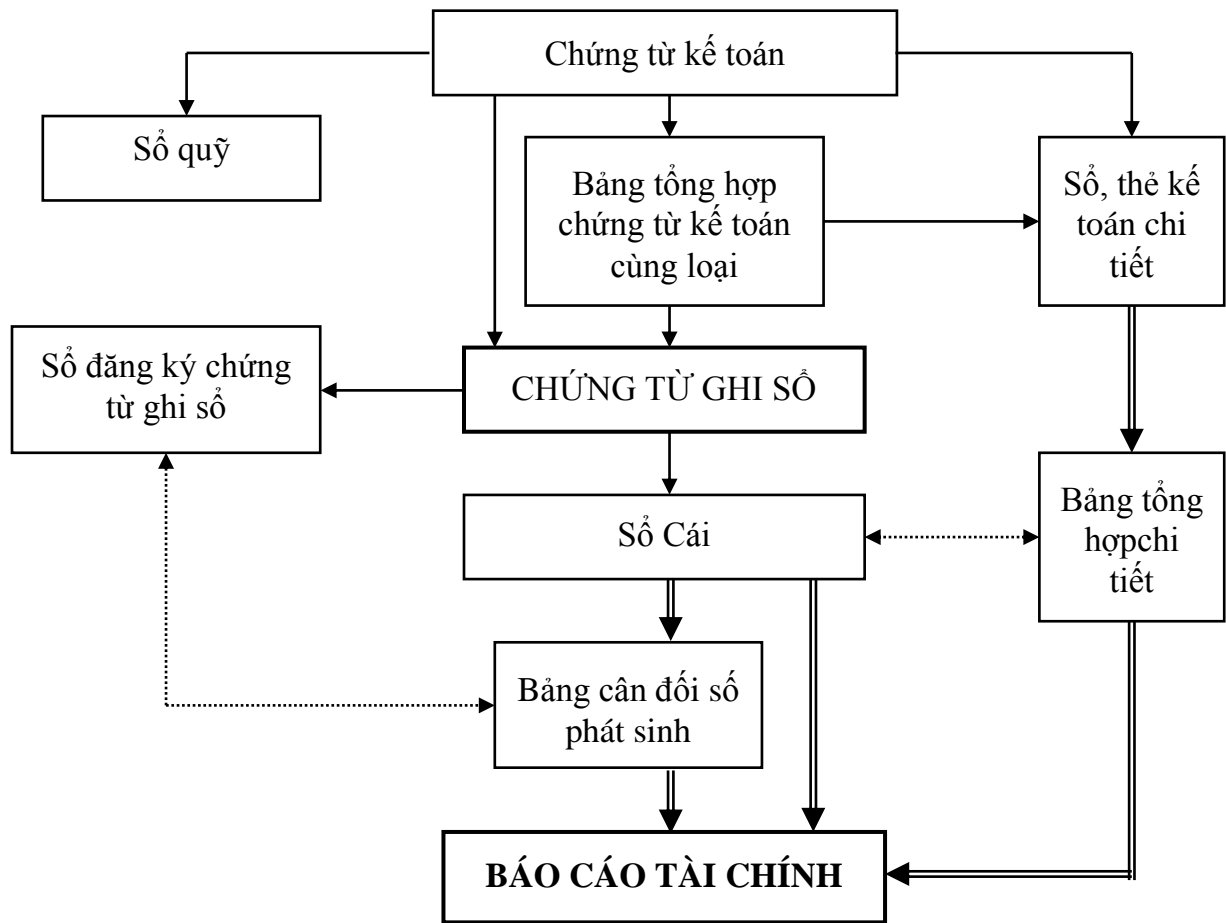 Chứng từ kế toán
Sổ quỹ
Bảng tổng hợp
chứng từ kế toán
cùng loại
Sổ, thẻ kế
toán chi
tiết
Sổ đăng ký chứng
từ ghi sổ
CHỨNG TỪ GHI SỔ
Sổ Cái
Bảng tổng
hợpchi
tiết
Bảng cân đối số
phát sinh
BÁO CÁO TÀI CHÍNH